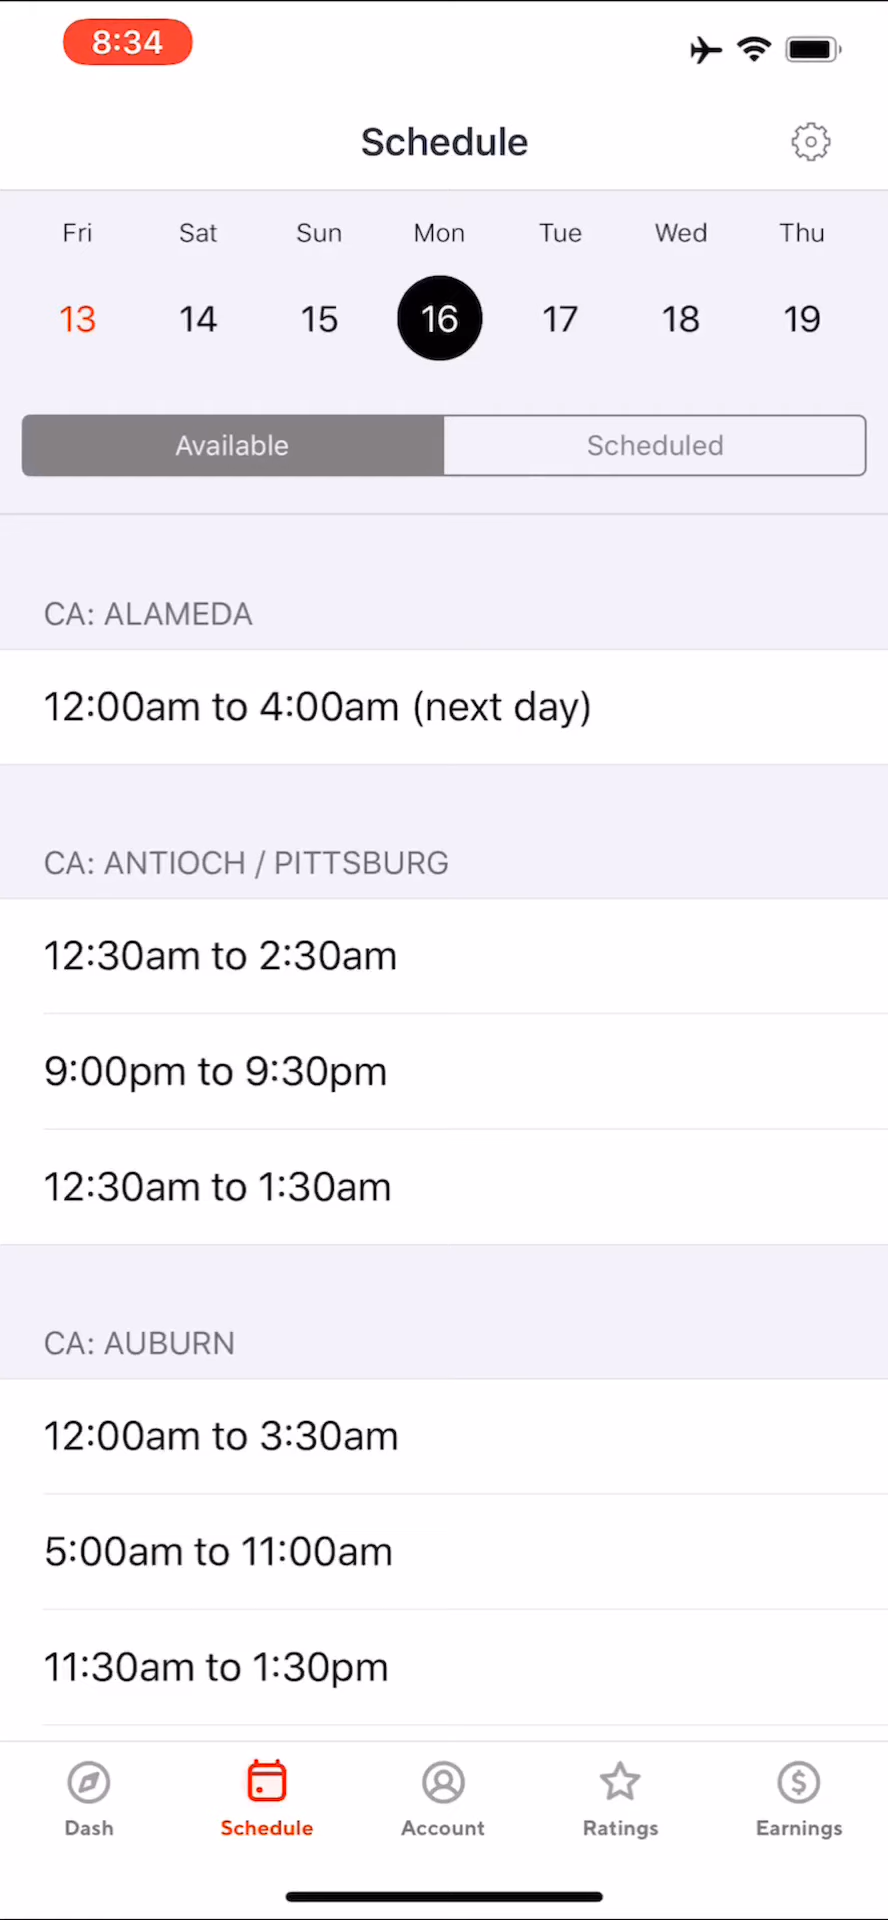 8:34
Schedule
Fri Sat Sun Mon Tue Wed Thu
13 14 15 16 17 18 19
Available Scheduled
CA: ALAMEDA
12:00am to 4:00am (next day)
CA: ANTIOCH / PITTSBURG
12:30am to 2:30am
9:00pm to 9:30pm
12:30am to 1:30am
CA: AUBURN
12:00am to 3:30am
5:00am to 11:00am
11:30am to 1:30pm
Dash Schedule Account Ratings Earnings